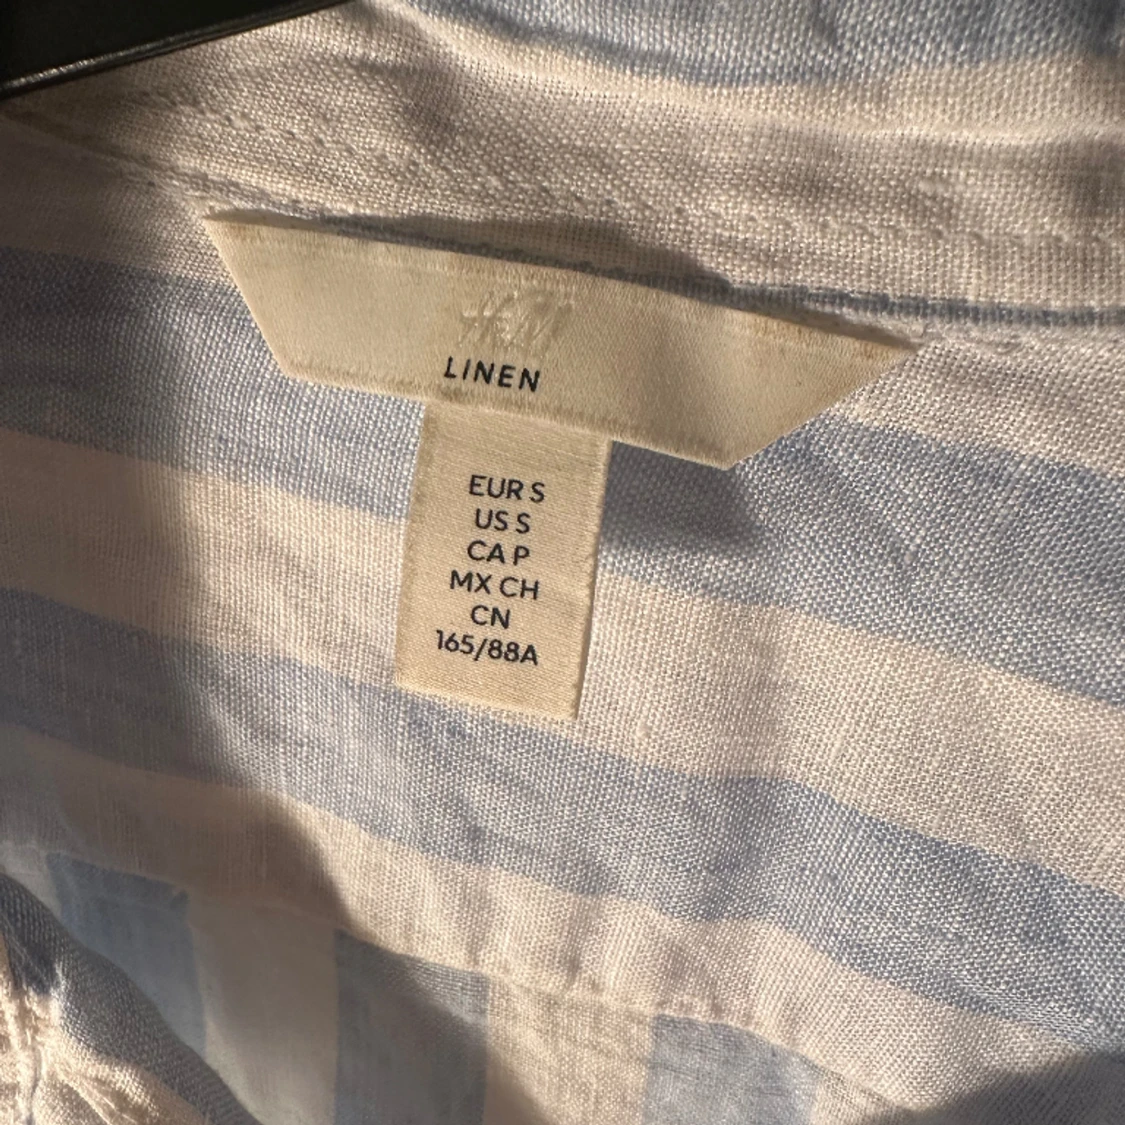 H&M
LINEN
EUR S
US S
CA P
MX CH
CN
165/88A